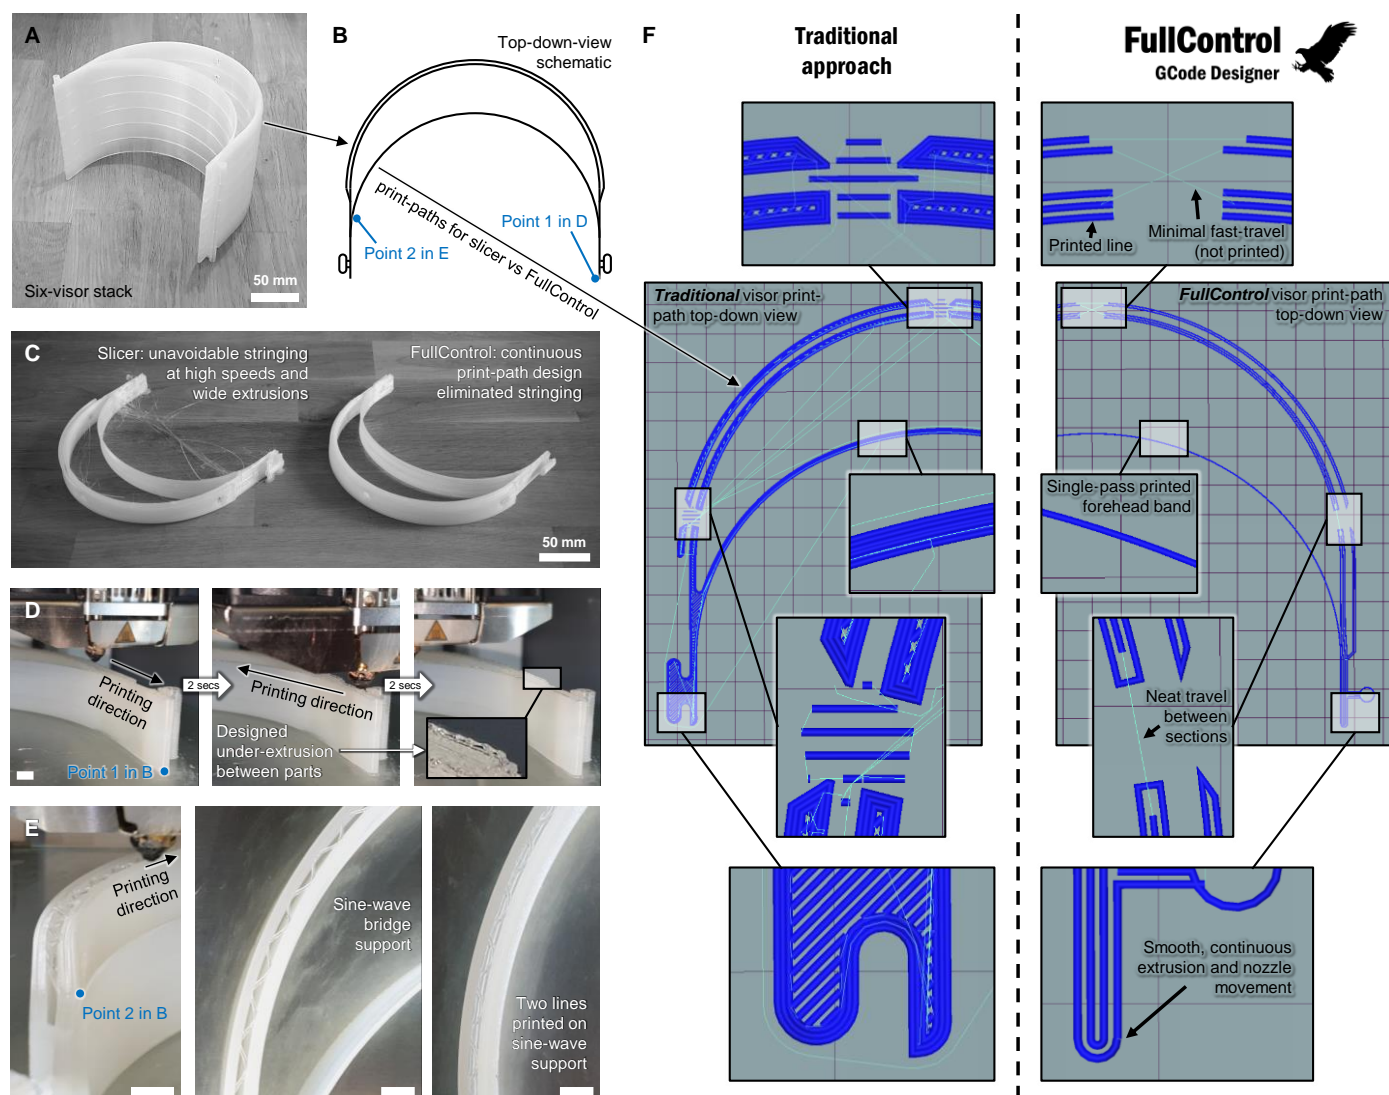 A
Six-visor stack
50 mm
B
Top-down-view
schematic
print-paths for slicer vs FullControl
Point 1 in D
Point 2 in E
C
Slicer: unavoidable stringing
at high speeds and
wide extrusions
FullControl: continuous
print-path design
eliminated stringing
50 mm
D
Printing
direction
Point 1 in B
2 secs
Printing direction
Designed
under-extrusion
between parts
2 secs
E
Printing
direction
Point 2 in B
Sine-wave
bridge
support
Two lines
printed on
sine-wave
support
F
Traditional
approach
FullControl
GCode Designer
Printed line
Minimal fast-travel
(not printed)
Traditional visor print-
path top-down view
FullControl visor print-path
top-down view
Single-pass printed
forehead band
Neat travel
between
sections
Smooth, continuous
extrusion and nozzle
movement